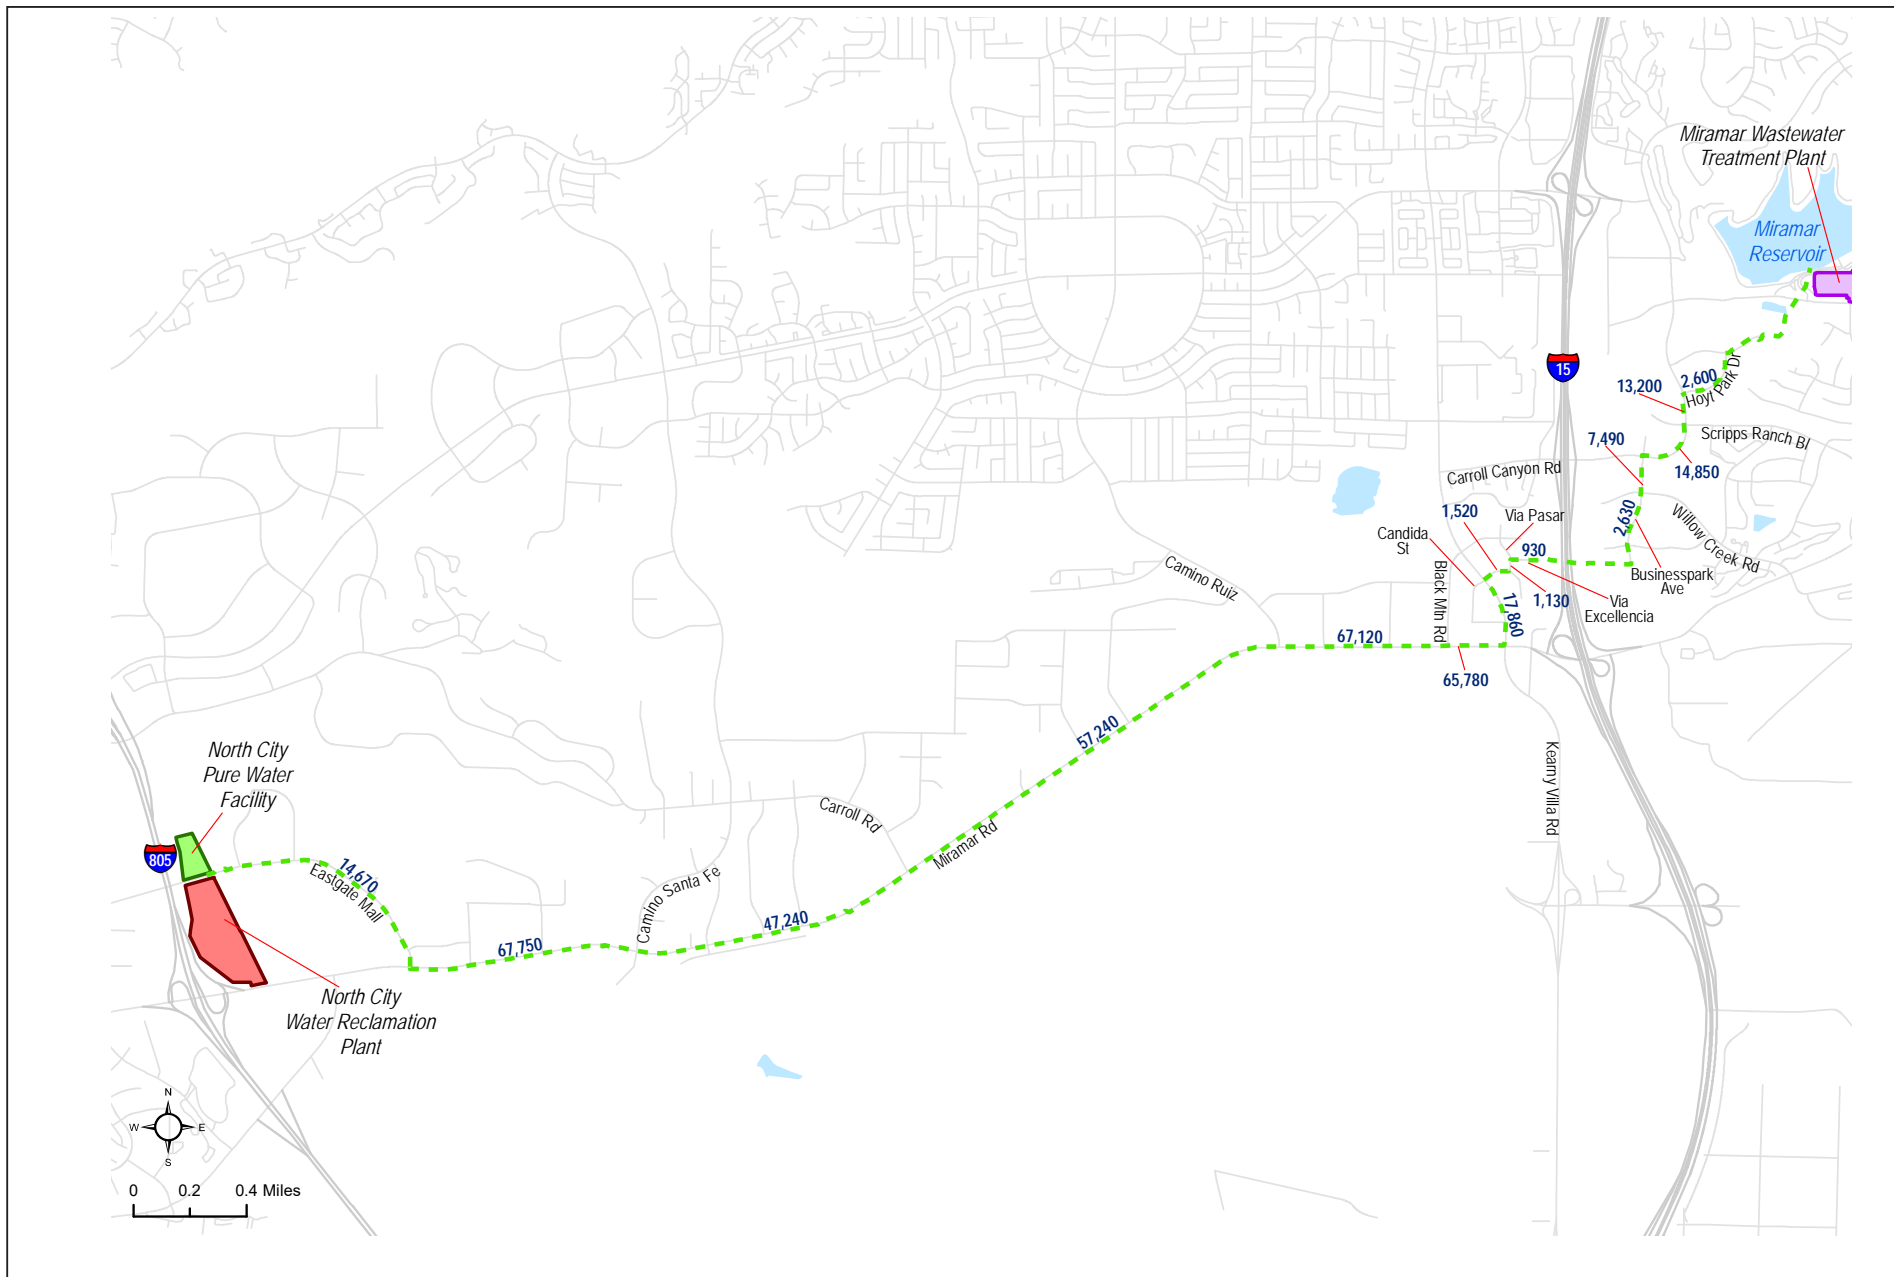 Miramar Wastewater
Treatment Plant
Miramar
Reservoir
15
13,200
2,600
Hoyt Park Dr
7,490
Scripps Ranch Bl
14,850
Carroll Canyon Rd
1,520
Via Pasar
2,630
Willow Creek Rd
Candida
St
930
Businesspark
Ave
1,130
Via
Excellencia
Black Mtn Rd
17,860
Camino Ruiz
67,120
65,780
57,240
Kearny Villa Rd
North City
Pure Water
Facility
Carroll Rd
Miramar Rd
805
14,670
Eastgate Mall
Camino Santa Fe
47,240
67,750
North City
Water Reclamation
Plant
N
W E
S
0 0.2 0.4 Miles